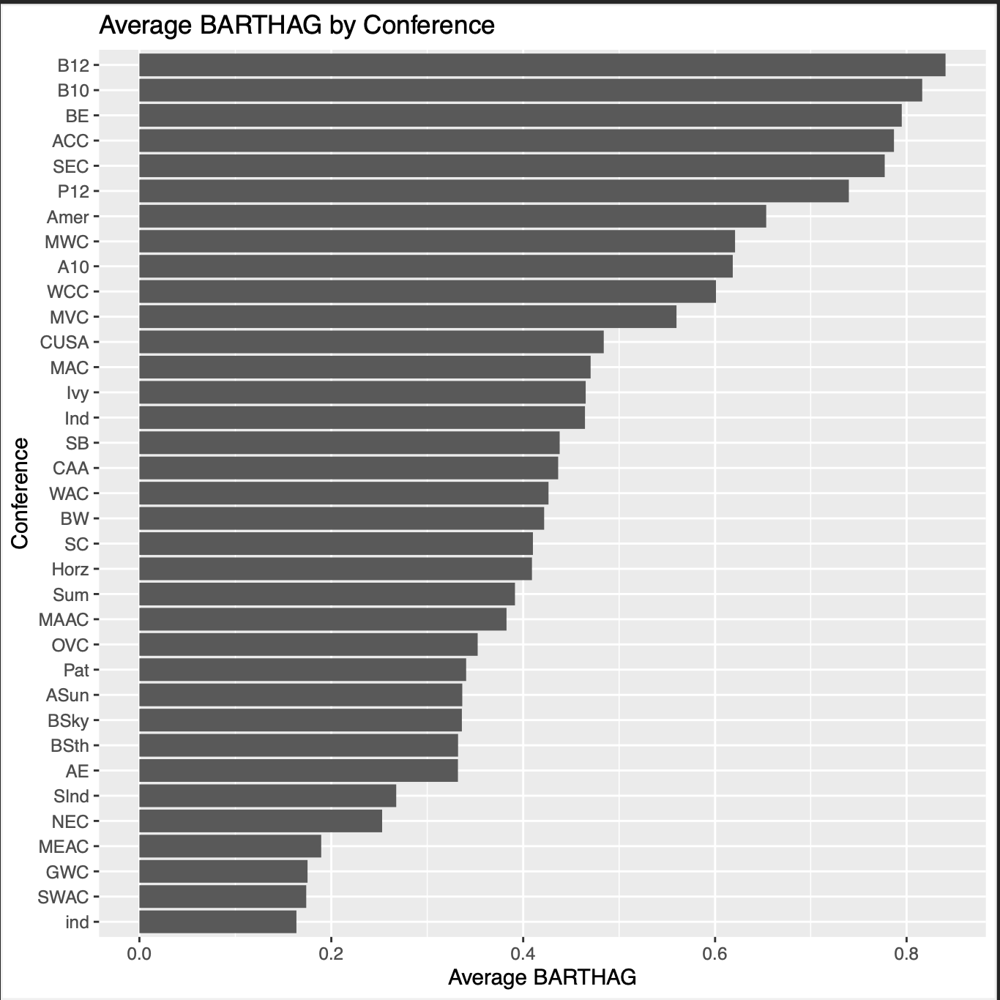 Average BARTHAG by Conference
B12
B10
BE
ACC
SEC
P12
Amer
MWC
A10
WCC
MVC
CUSA
MAC
Ivy
Ind
SB
CAA
WAC
BW
SC
Horz
Sum
MAAC
OVC
Pat
ASun
BSky
BSth
AE
Slnd
NEC
MEAC
GWC
SWAC
ind
Conference
0.0 0.2 0.4 0.6 0.8
Average BARTHAG